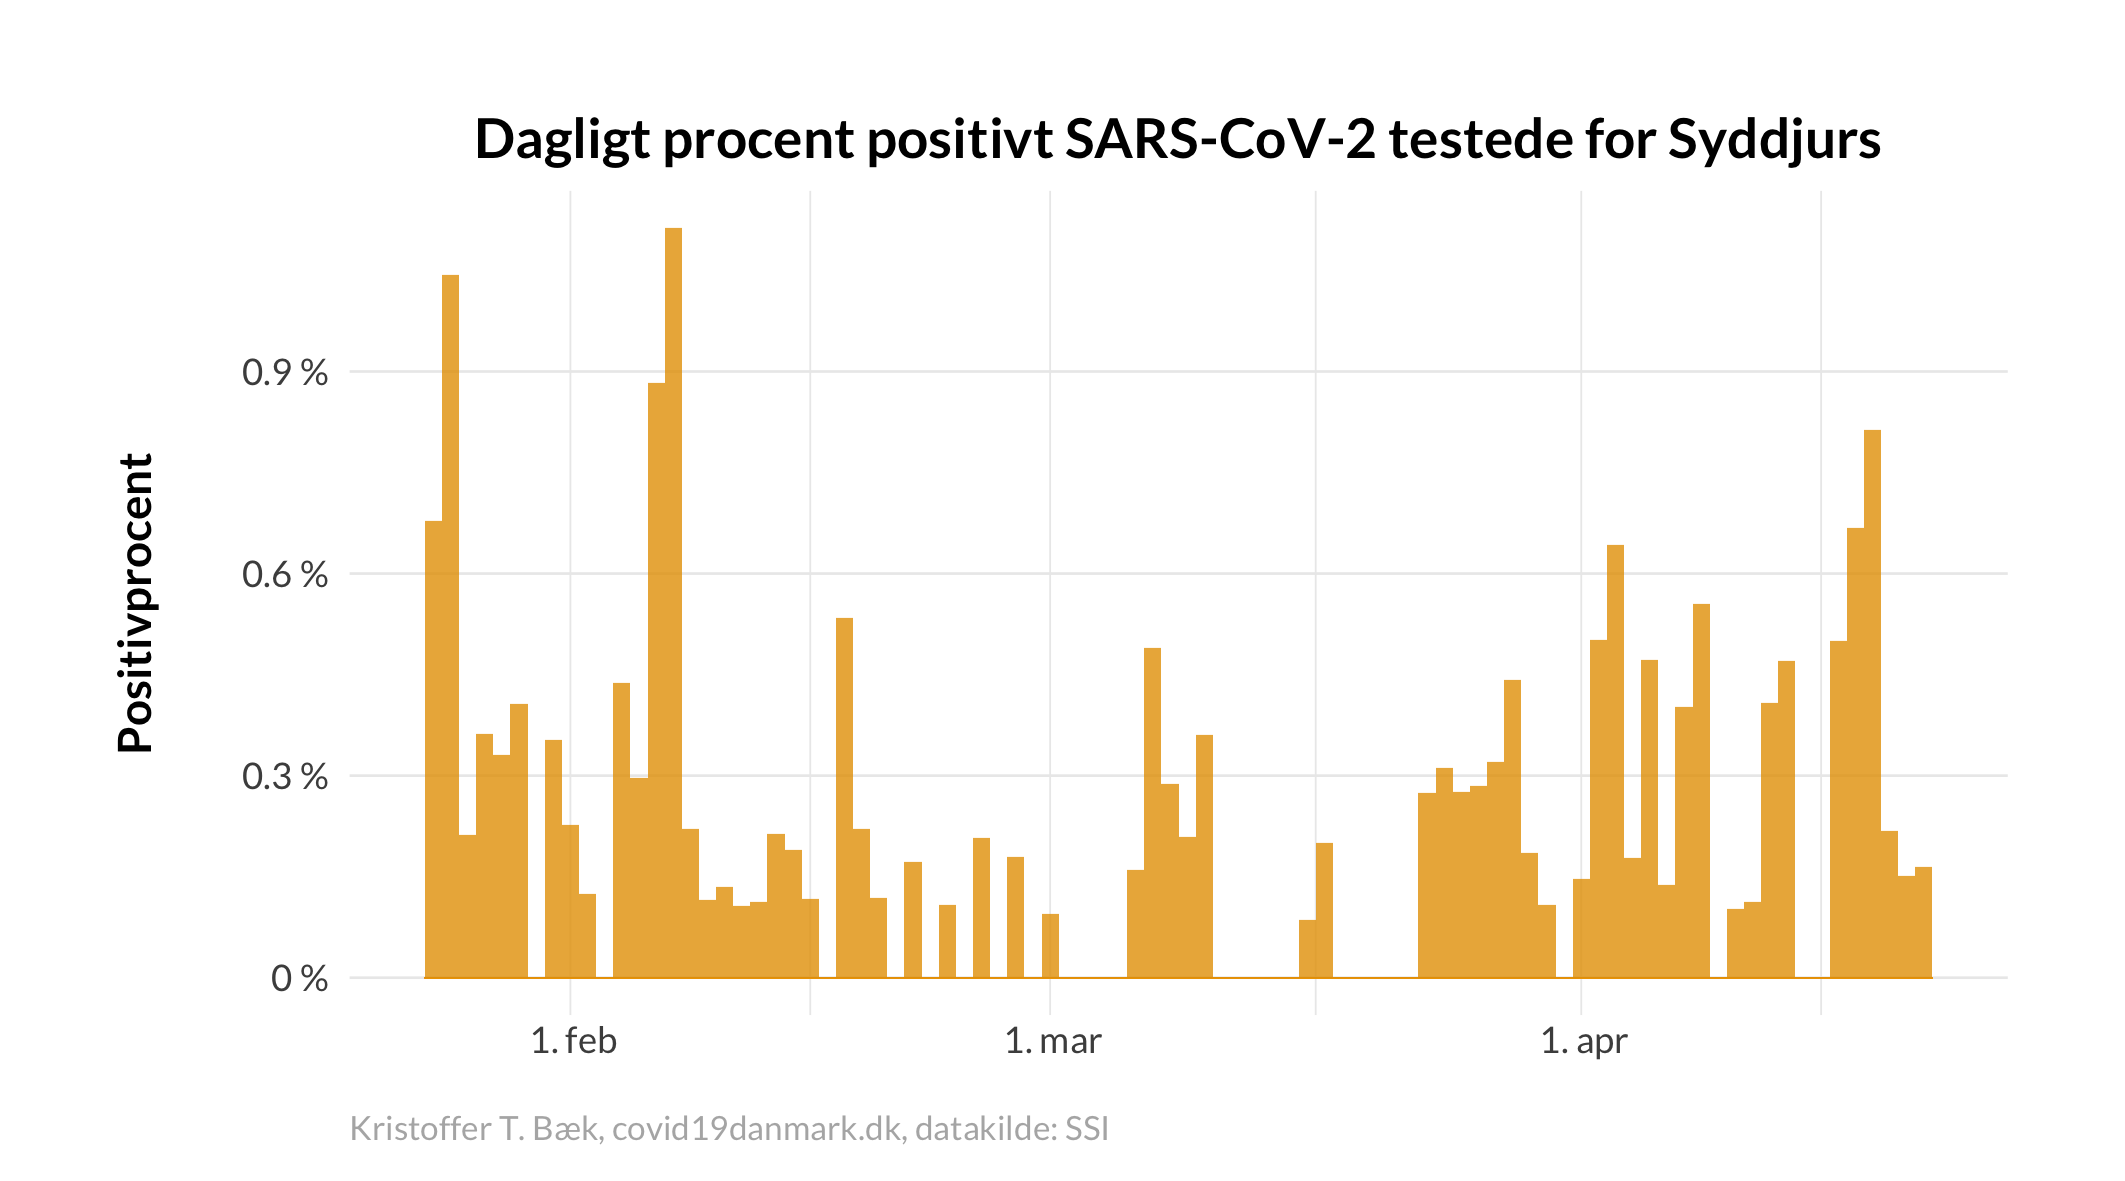 Dagligt procent positivt SARS-CoV-2 testede for Syddjurs
Positivprocent
0.9 %
0.6 %
0.3 %
0 %
1. feb
1. mar
1. apr
Kristoffer T. Bæk, covid19danmark.dk, datakilde: SSI